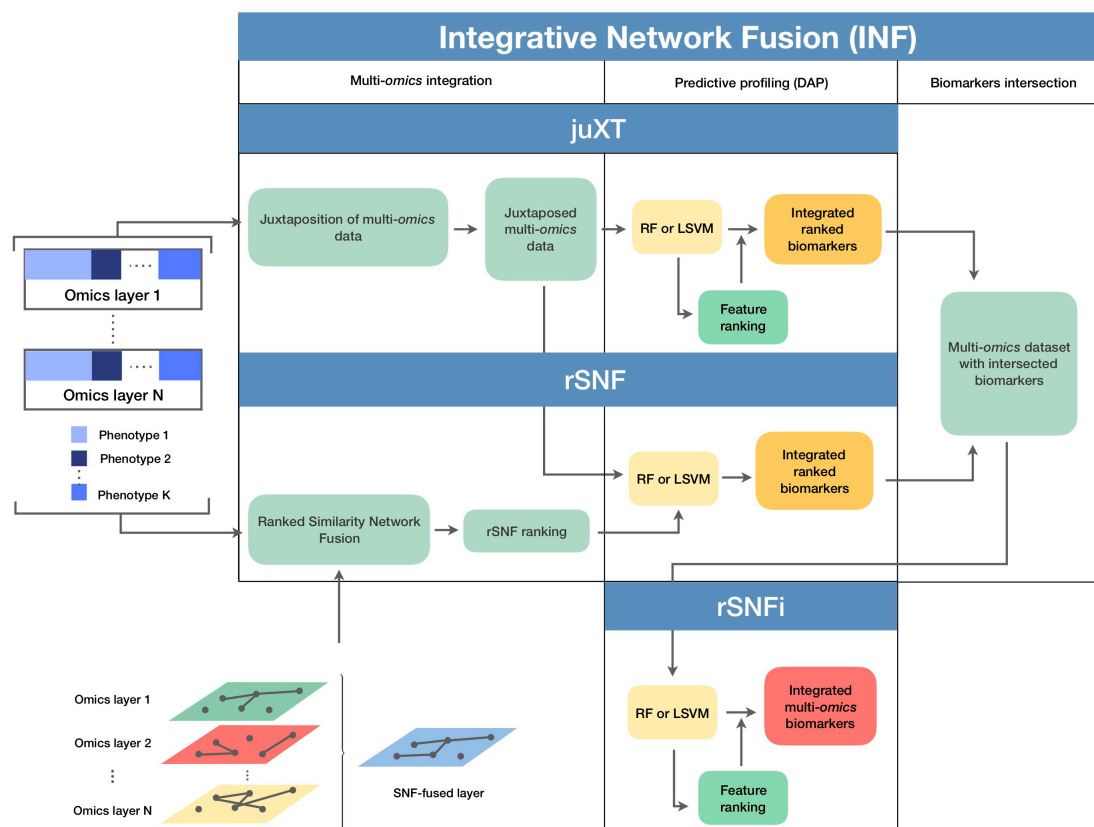 Integrative Network Fusion (INF)
Multi-omics integration
Predictive profiling (DAP)
Biomarkers intersection
juXT
Juxtaposition of multi-omics
data
Juxtaposed
multi-omics
data
RF or LSVM
Integrated
ranked
biomarkers
Feature
ranking
Omics layer 1
Omics layer N
Phenotype 1
Phenotype 2
Phenotype K
Multi-omics dataset
with intersected
biomarkers
rSNF
RF or LSVM
Integrated
ranked
biomarkers
Ranked Similarity Network
Fusion
rSNF ranking
rSNFi
RF or LSVM
Integrated
multi-omics
biomarkers
Feature
ranking
Omics layer 1
Omics layer 2
Omics layer N
SNF-fused layer